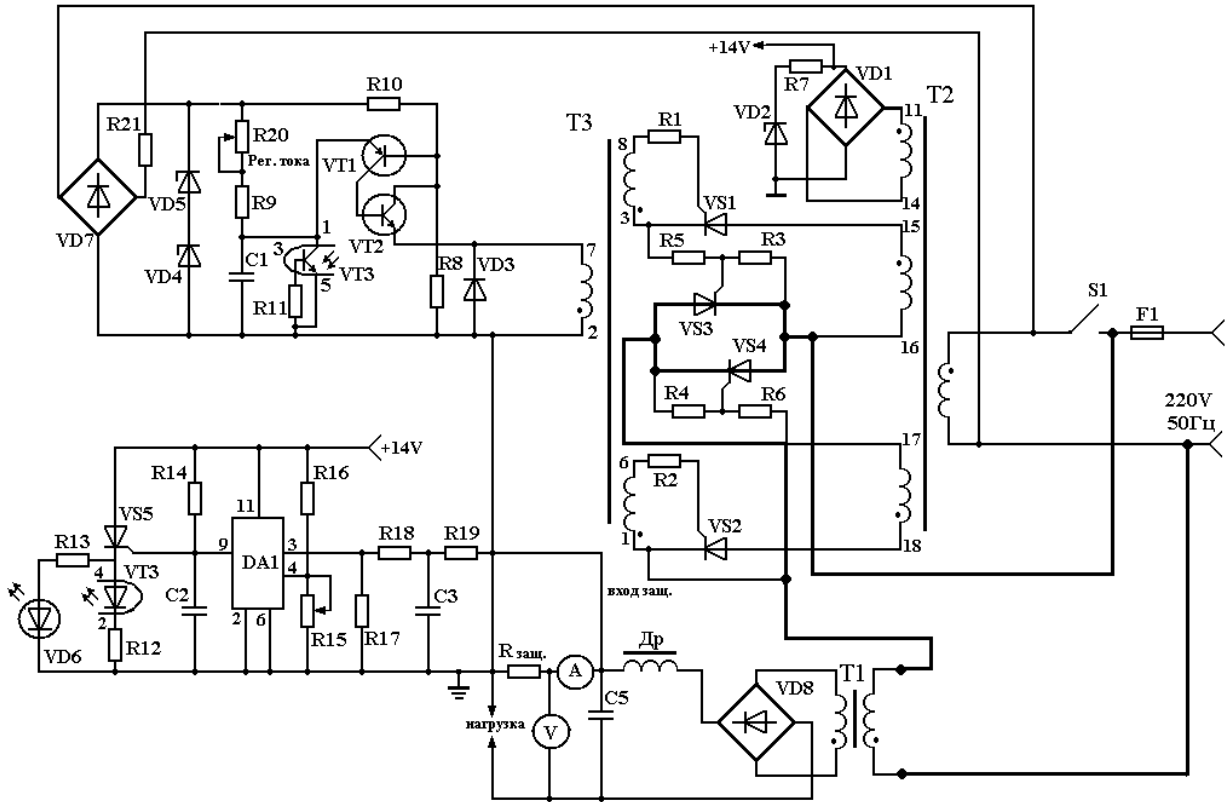 +14V
R7
VD1
VD2
11
T2
14
R10
R21
R20
Рег. тока
VT1
R9
VD5
1
VT2
3
VD7
VD4
C1
VT3
5
R11
R8
VD3
7
2
T3
8
R1
3
VS1
15
R5
R3
VS3
VS4
16
R4
R6
17
6
R2
VS2
1
18
S1
F1
220V
50Гц
+14V
R14
R16
11
VS5
R13
9
DA1
3
R18
R19
4
VT3
4
2
C2
2
6
R15
R17
C3
VD6
R12
вход защ.
R защ.
A
Др
C5
VD8
T1
нагрузка
V